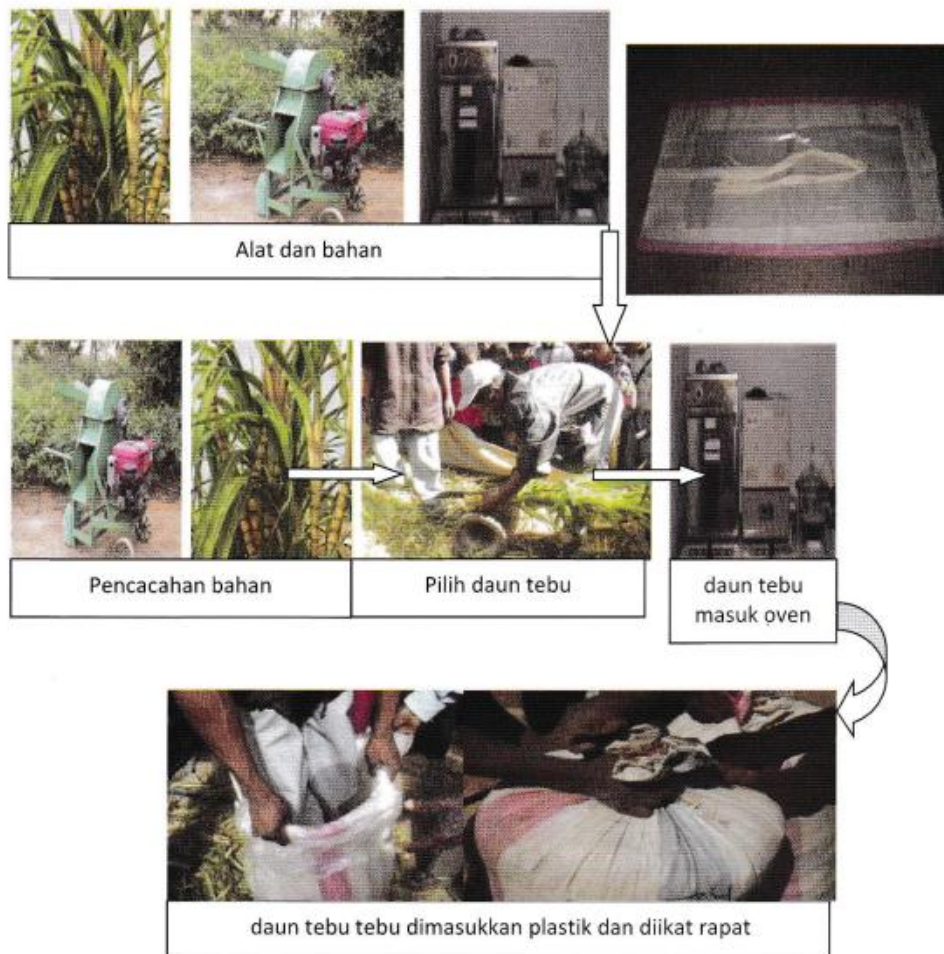 Alat dan bahan
Pencacahan bahan
Pilih daun tebu
daun tebu
masuk oven
daun tebu tebu dimasukkan plastik dan diikat rapat